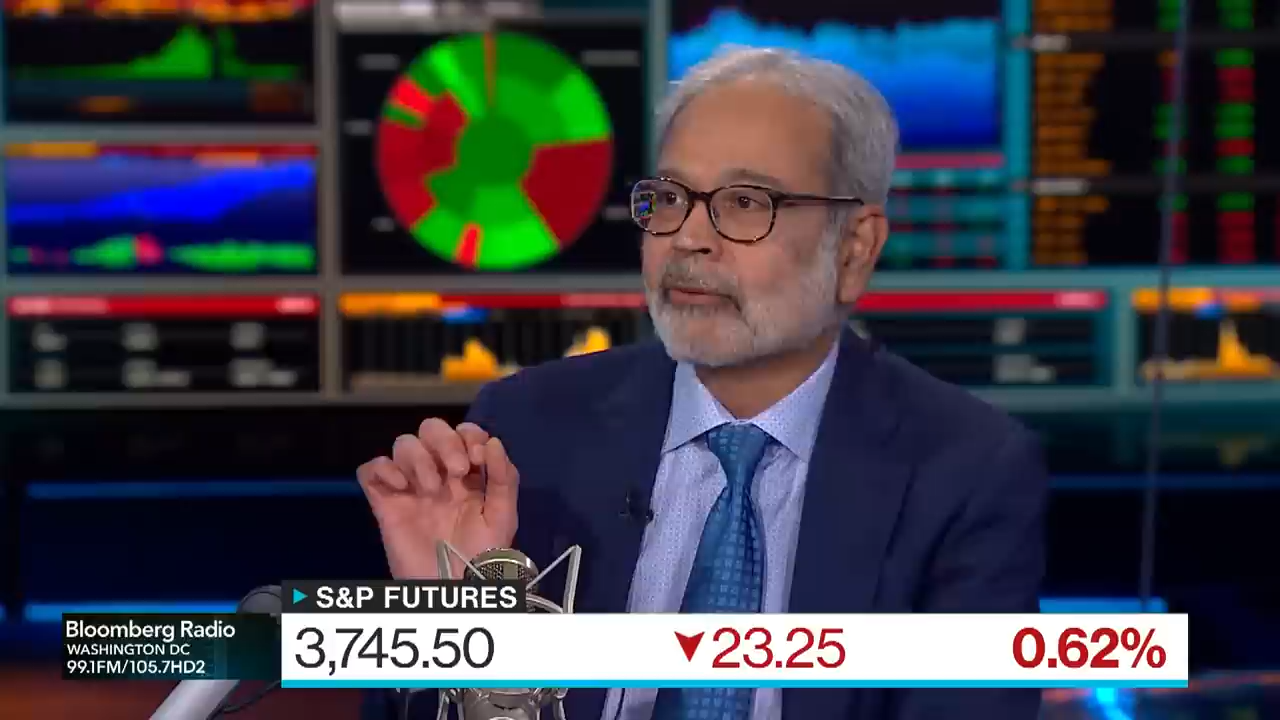 S&P FUTURES
Bloomberg Radio
WASHINGTON DC
99.1FM/105.7HD2
3,745.50 ▼23.25 0.62%